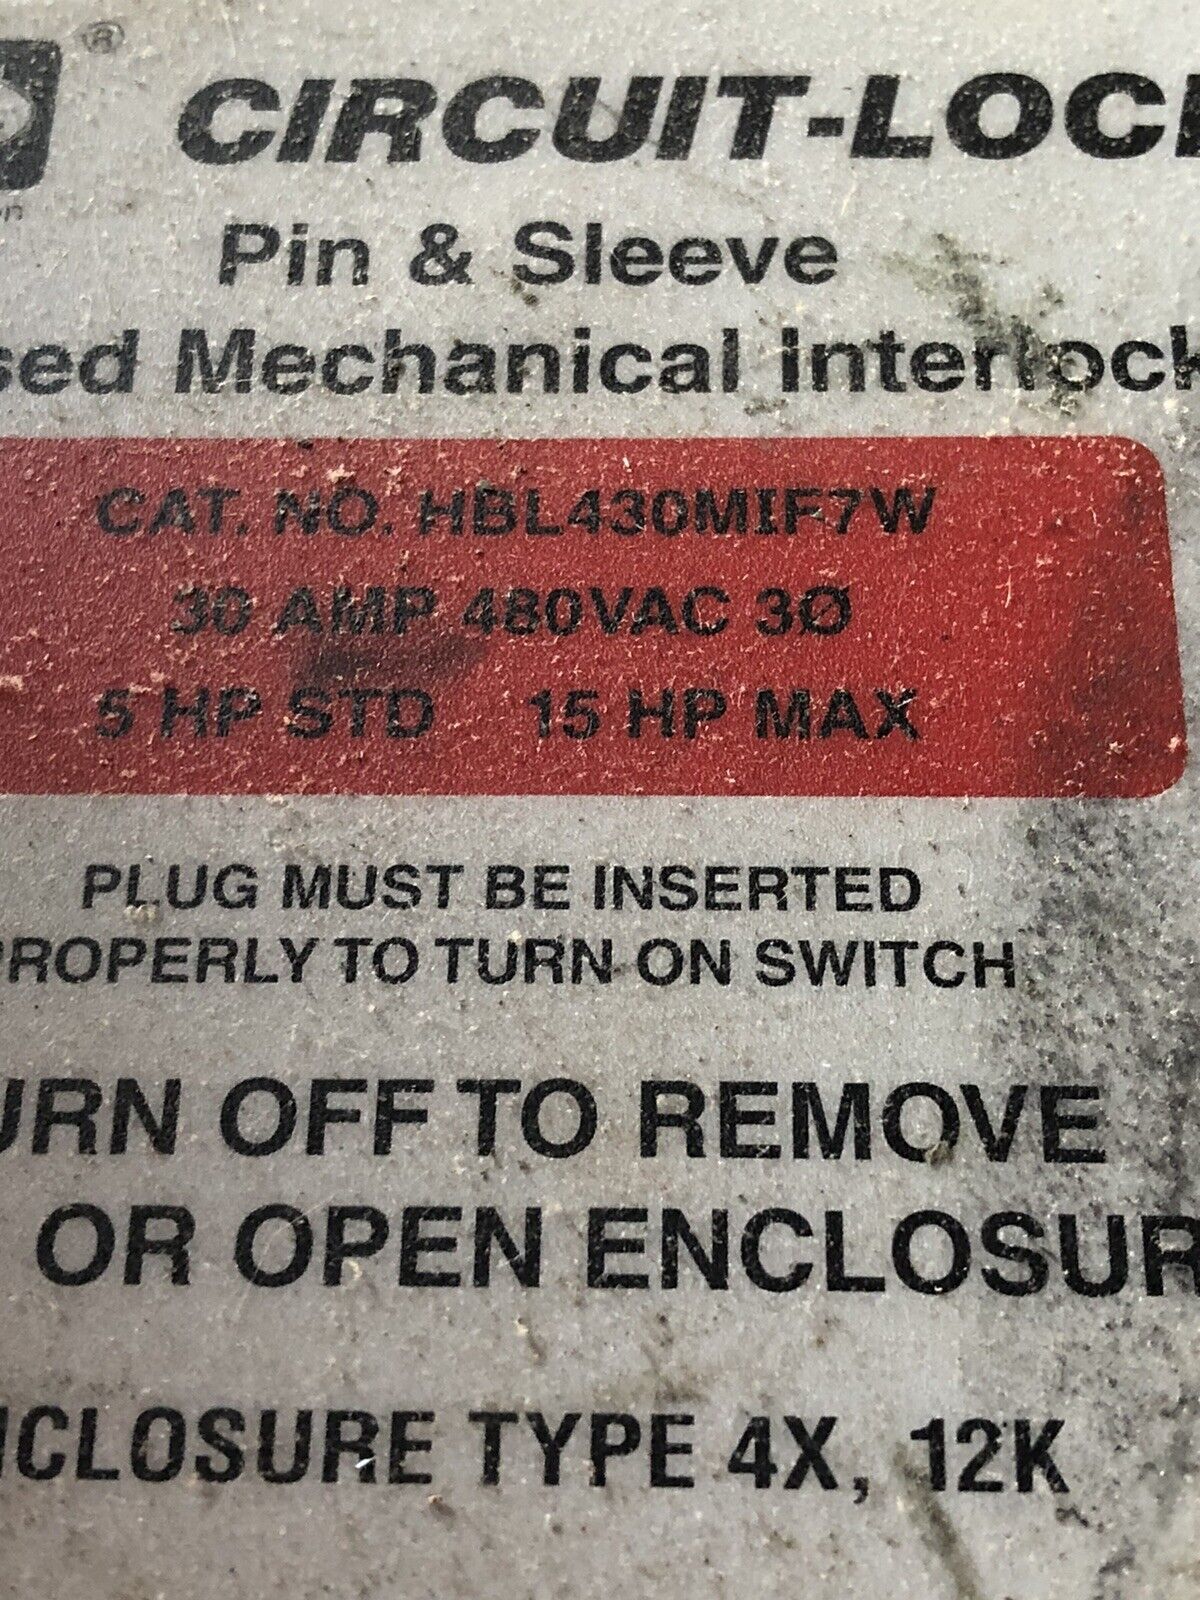 ®
CIRCUIT-LOC
Pin & Sleeve
sed Mechanical Interlock
CAT. NO. HBL430MIF7W
30 AMP 480VAC 3Ø
5 HP STD 15 HP MAX
PLUG MUST BE INSERTED
PROPERLY TO TURN ON SWITCH
URN OFF TO REMOVE
OR OPEN ENCLOSUR
NCLOSURE TYPE 4X, 12K